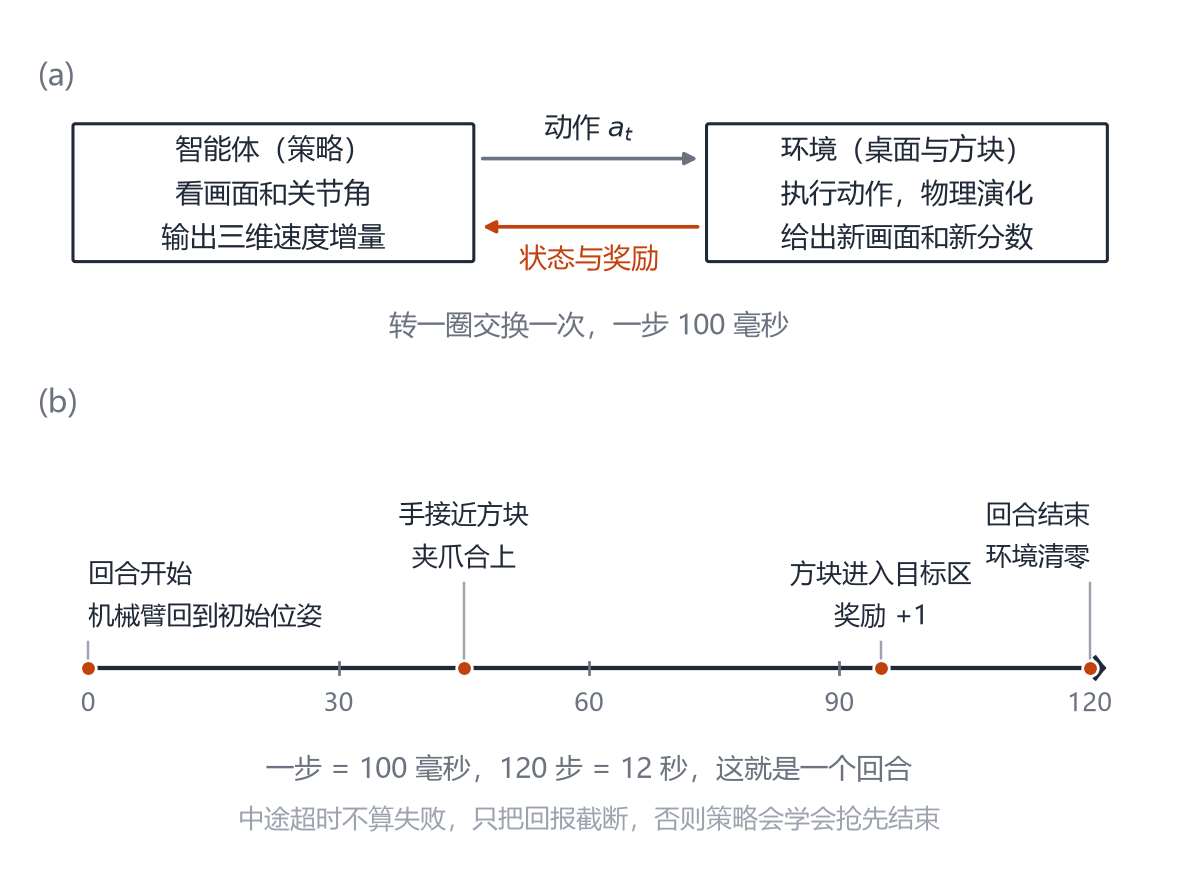 (a)
智能体（策略）
看画面和关节角
输出三维速度增量
动作 aₜ
状态与奖励
环境（桌面与方块）
执行动作，物理演化
给出新画面和新分数
转一圈交换一次，一步 100 毫秒
(b)
回合开始
机械臂回到初始位姿
手接近方块
夹爪合上
方块进入目标区
奖励 +1
回合结束
环境清零
0
30
60
90
120
一步 = 100 毫秒，120 步 = 12 秒，这就是一个回合
中途超时不算失败，只把回报截断，否则策略会学会抢先结束